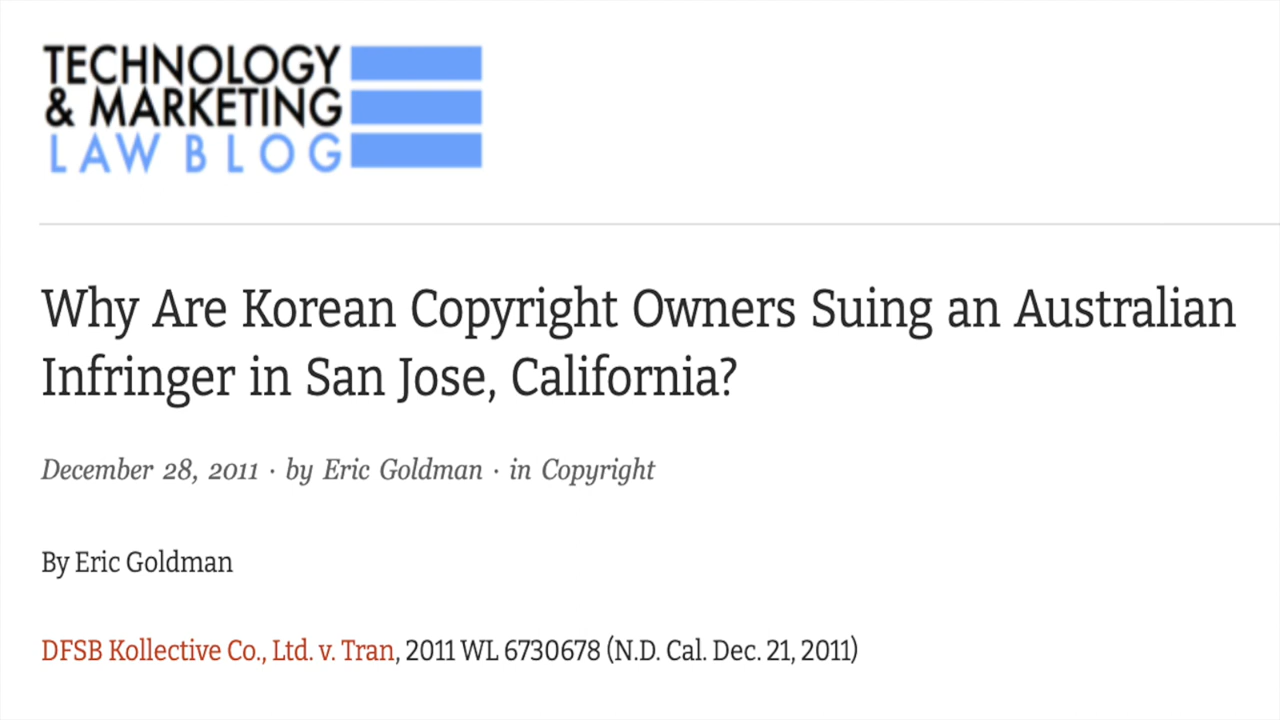 TECHNOLOGY
& MARKETING
LAW BLOG
Why Are Korean Copyright Owners Suing an Australian
Infringer in San Jose, California?
December 28, 2011 · by Eric Goldman · in Copyright
By Eric Goldman
DFSB Kollective Co., Ltd. v. Tran, 2011 WL 6730678 (N.D. Cal. Dec. 21, 2011)